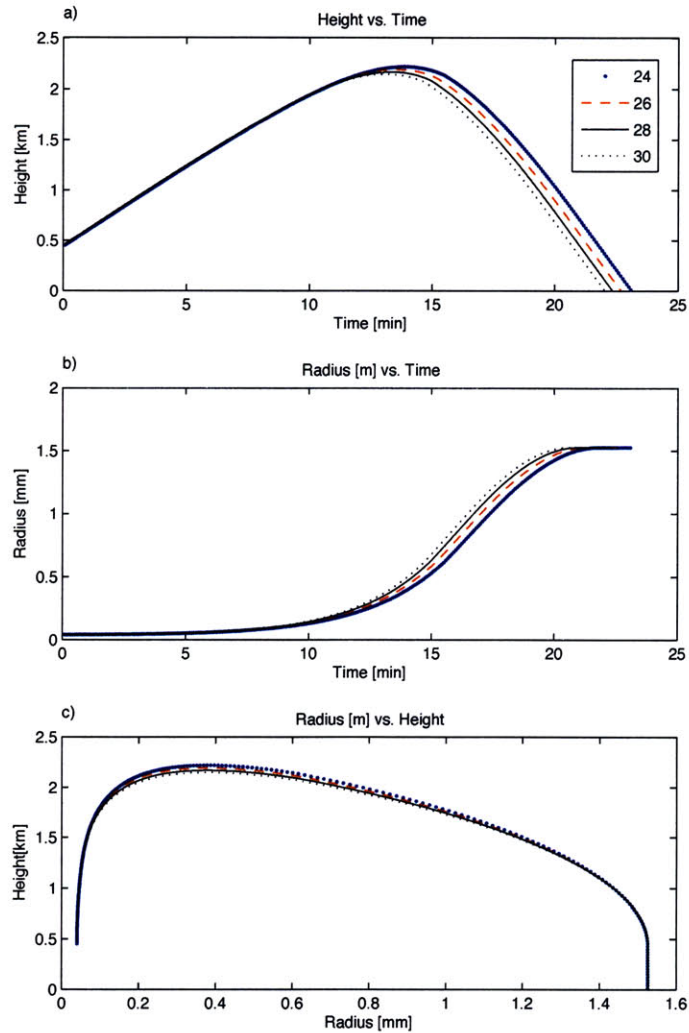 a)
Height vs. Time
2.5
2
1.5
1
0.5
0
Height [km]
24
26
28
30
0 5 10 15 20 25
Time [min]
b)
Radius [m] vs. Time
2
1.5
1
0.5
0
Radius [mm]
0 5 10 15 20 25
Time [min]
c)
Radius [m] vs. Height
2.5
2
1.5
1
0.5
0
Height[km]
0 0.2 0.4 0.6 0.8 1 1.2 1.4 1.6
Radius [mm]